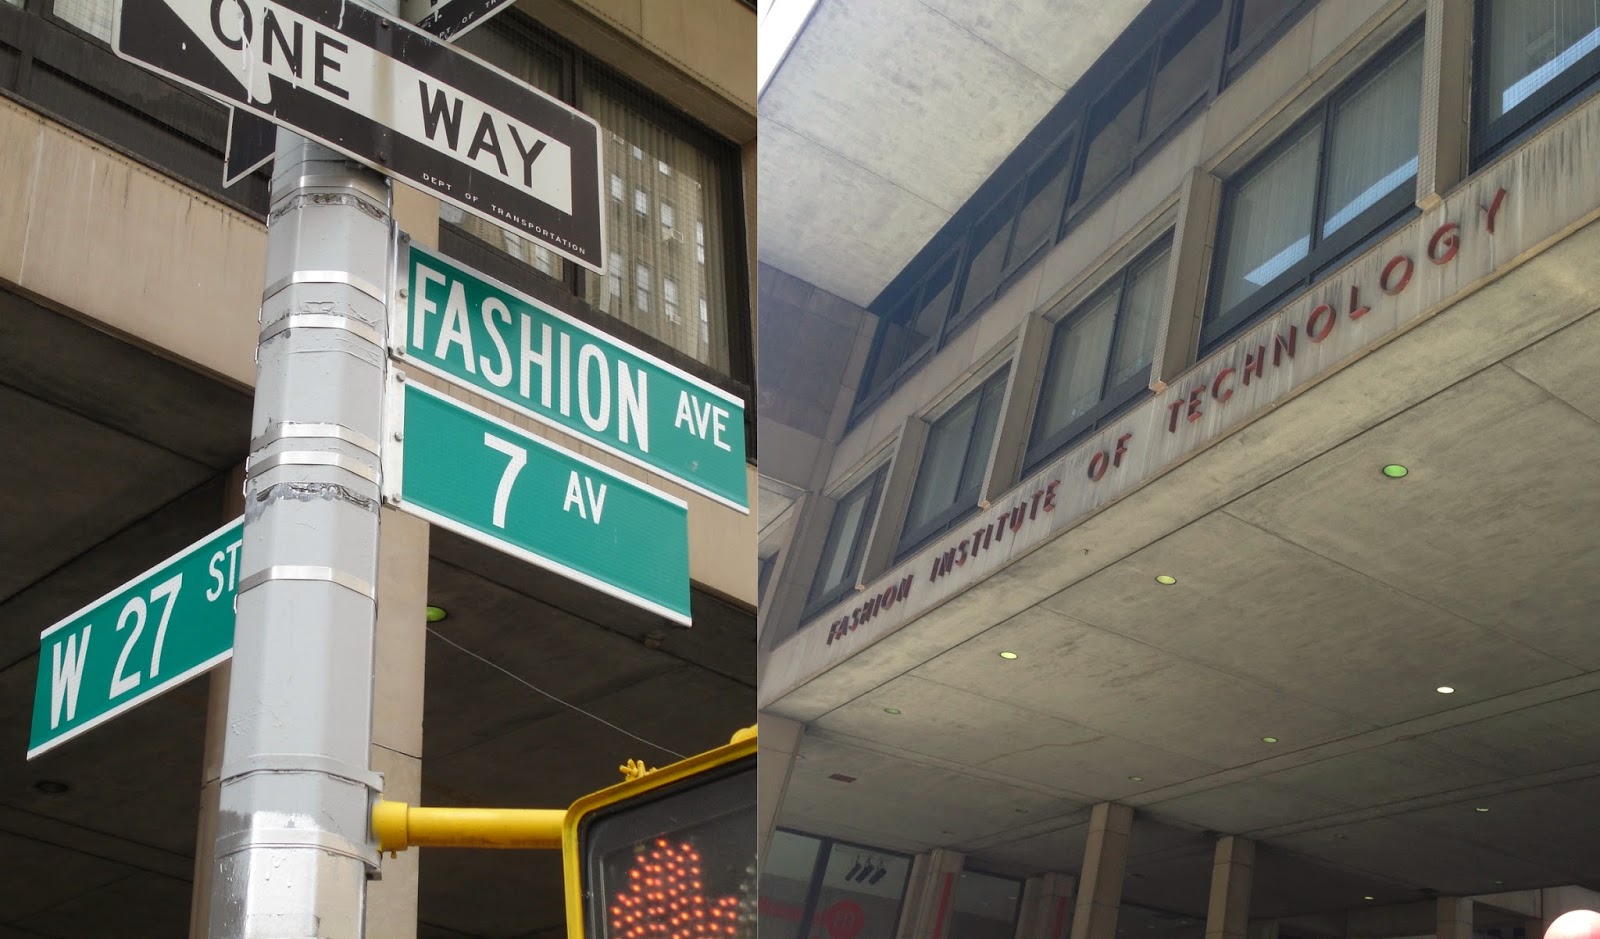 ONE WAY
DEPT OF TRANSPORTATION
FASHION AVE
7 AV
W 27 ST
FASHION INSTITUTE OF TECHNOLOGY